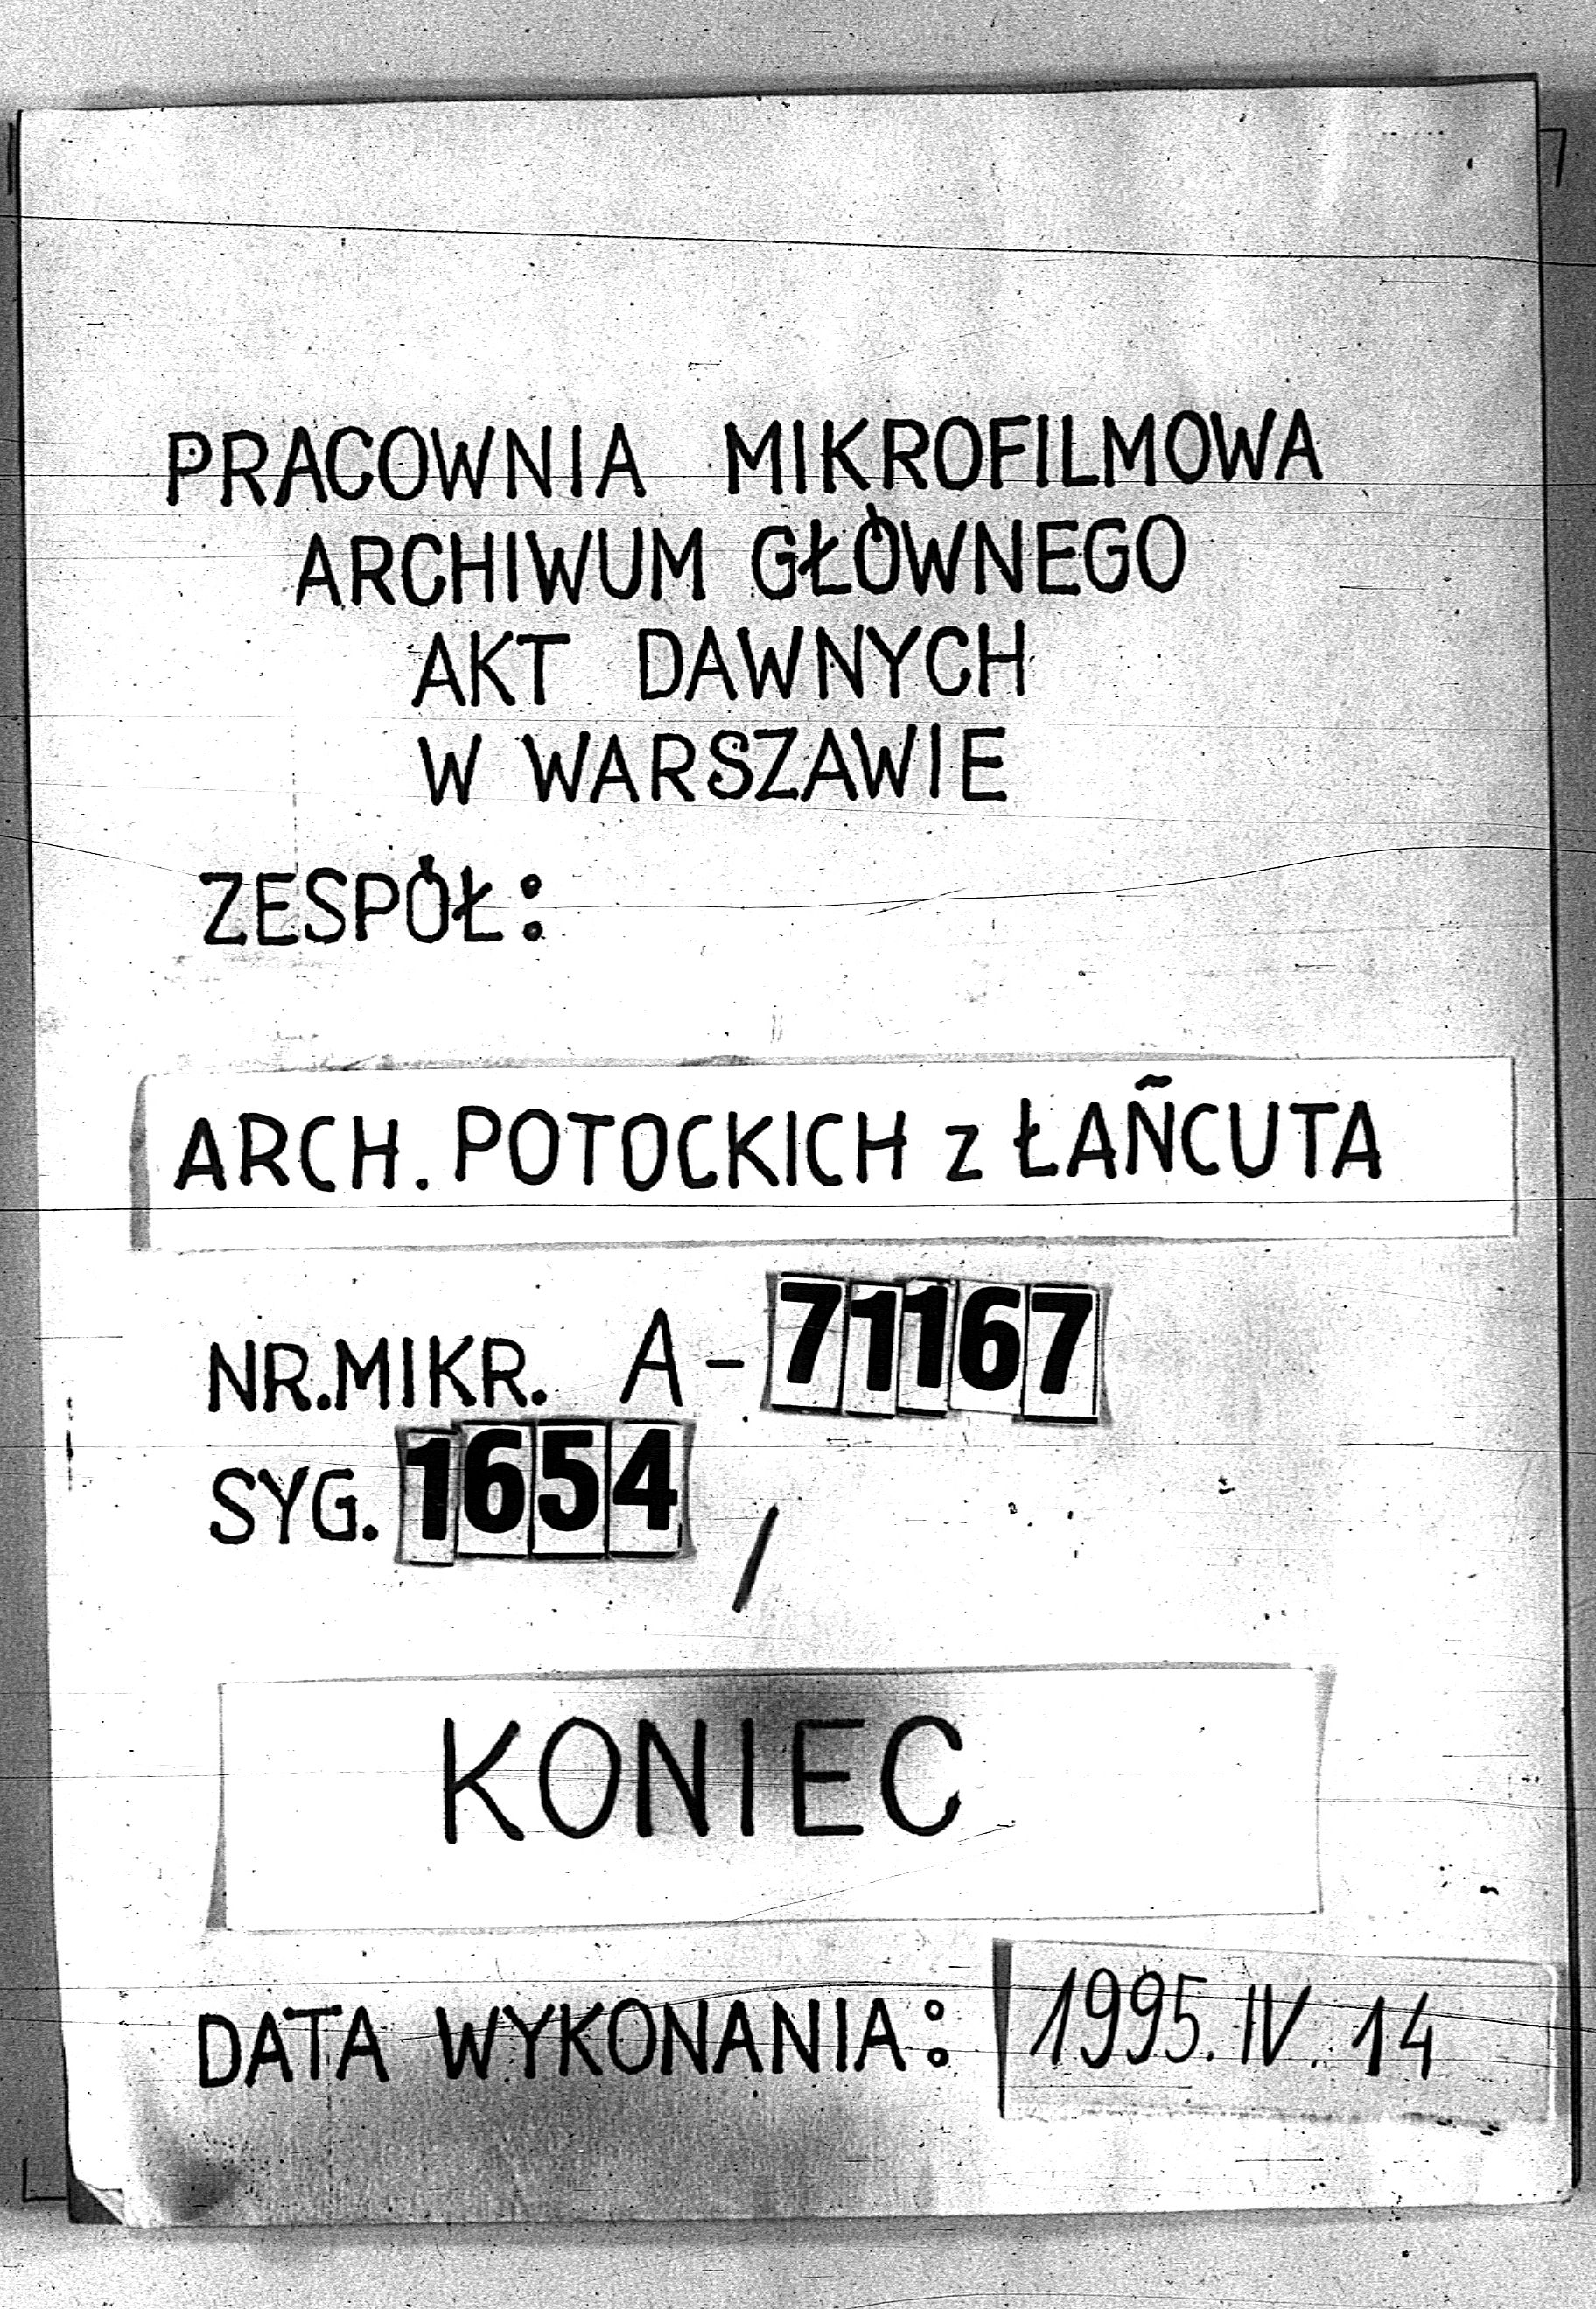 PRACOWNIA MIKROFILMOWA
ARCHIWUM GŁÓWNEGO
AKT DAWNYCH
W WARSZAWIE
ZESPÓŁ:
ARCH. POTOCKICH z ŁAŃCUTA
NR.MIKR. A-71167
SYG. 1654 /
KONIEC
DATA WYKONANIA: 1995.IV.14